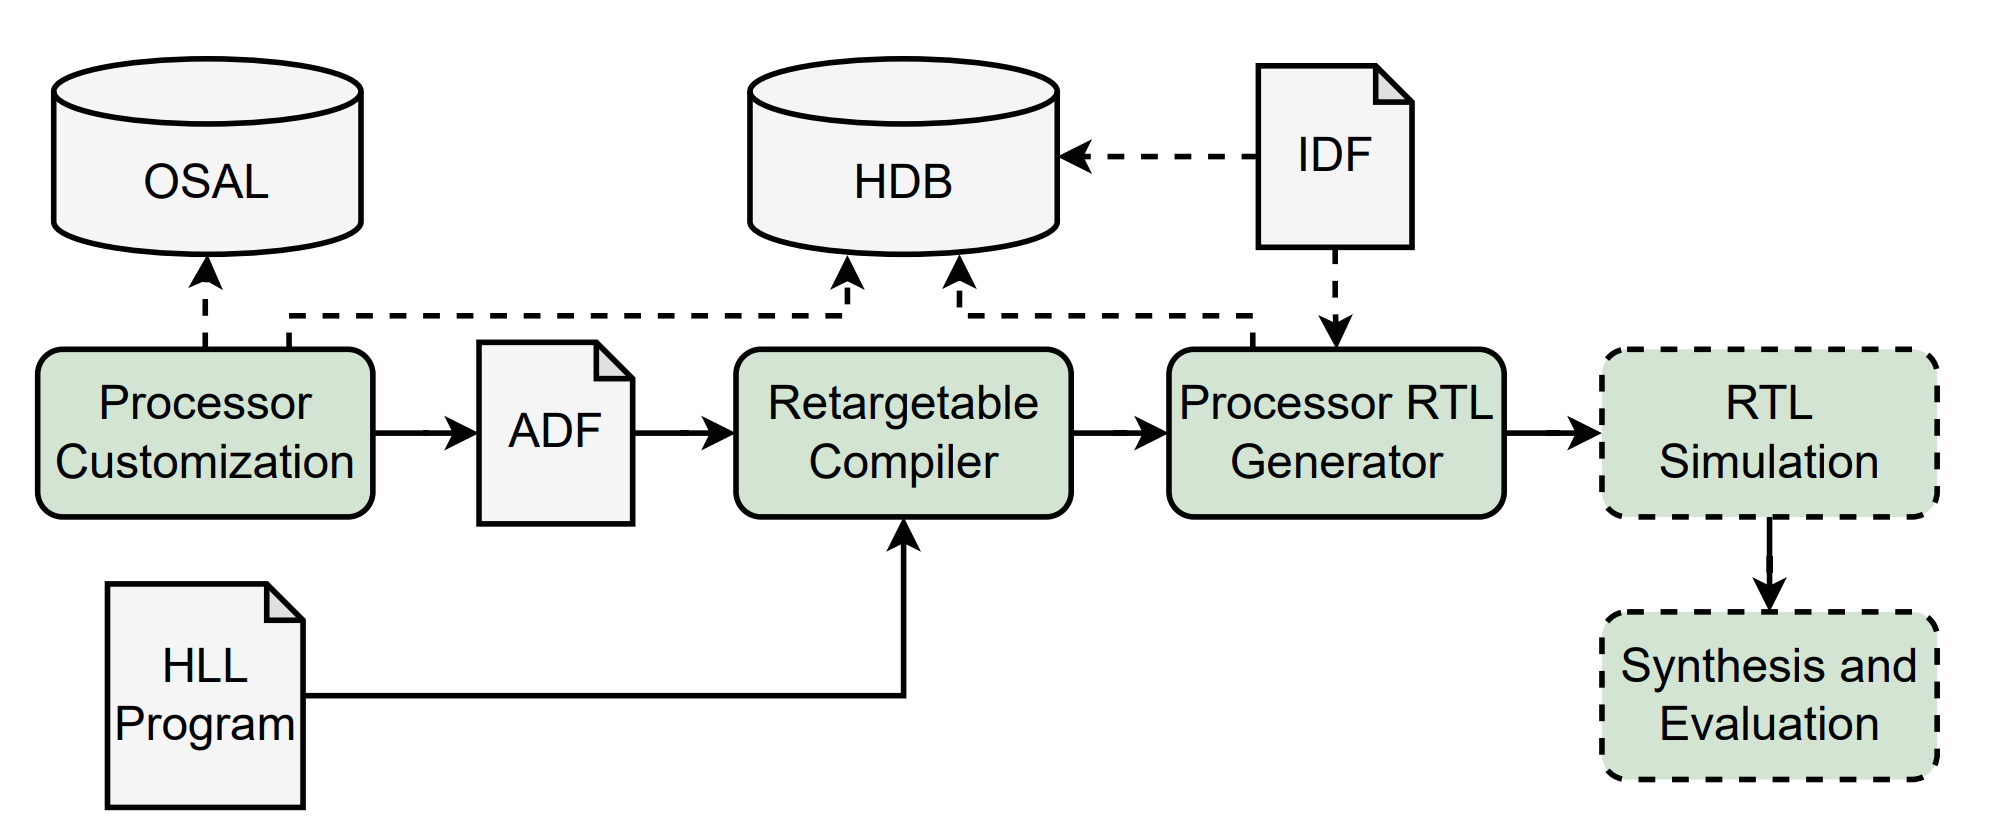 OSAL
HDB
IDF
Processor
Customization
ADF
Retargetable
Compiler
Processor RTL
Generator
RTL
Simulation
HLL
Program
Synthesis and
Evaluation